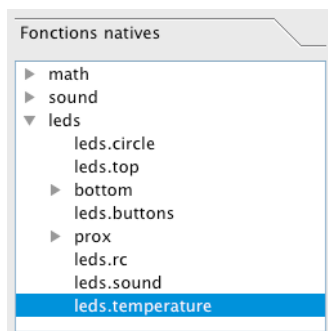 Fonctions natives
math
sound
leds
leds.circle
leds.top
bottom
leds.buttons
prox
leds.rc
leds.sound
leds.temperature